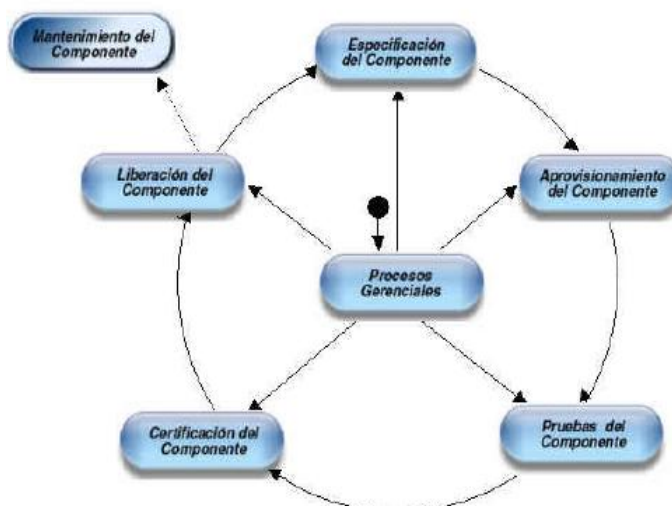 Mantenimiento del
Componente
Especificación
del Componente
Liberación del
Componente
Aprovisionamiento
del Componente
Procesos
Gerenciales
Certificación del
Componente
Pruebas del
Componente